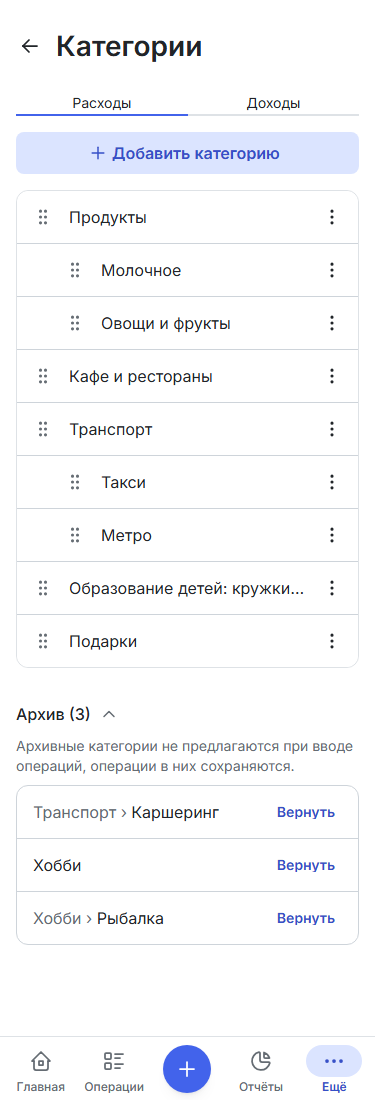 Категории
Расходы
Доходы
Добавить категорию
Продукты
Молочное
Овощи и фрукты
Кафе и рестораны
Транспорт
Такси
Метро
Образование детей: кружки...
Подарки
Архив (3)
Архивные категории не предлагаются при вводе
операций, операции в них сохраняются.
Транспорт › Каршеринг
Вернуть
Хобби
Вернуть
Хобби › Рыбалка
Вернуть
Главная
Операции
Отчёты
Ещё